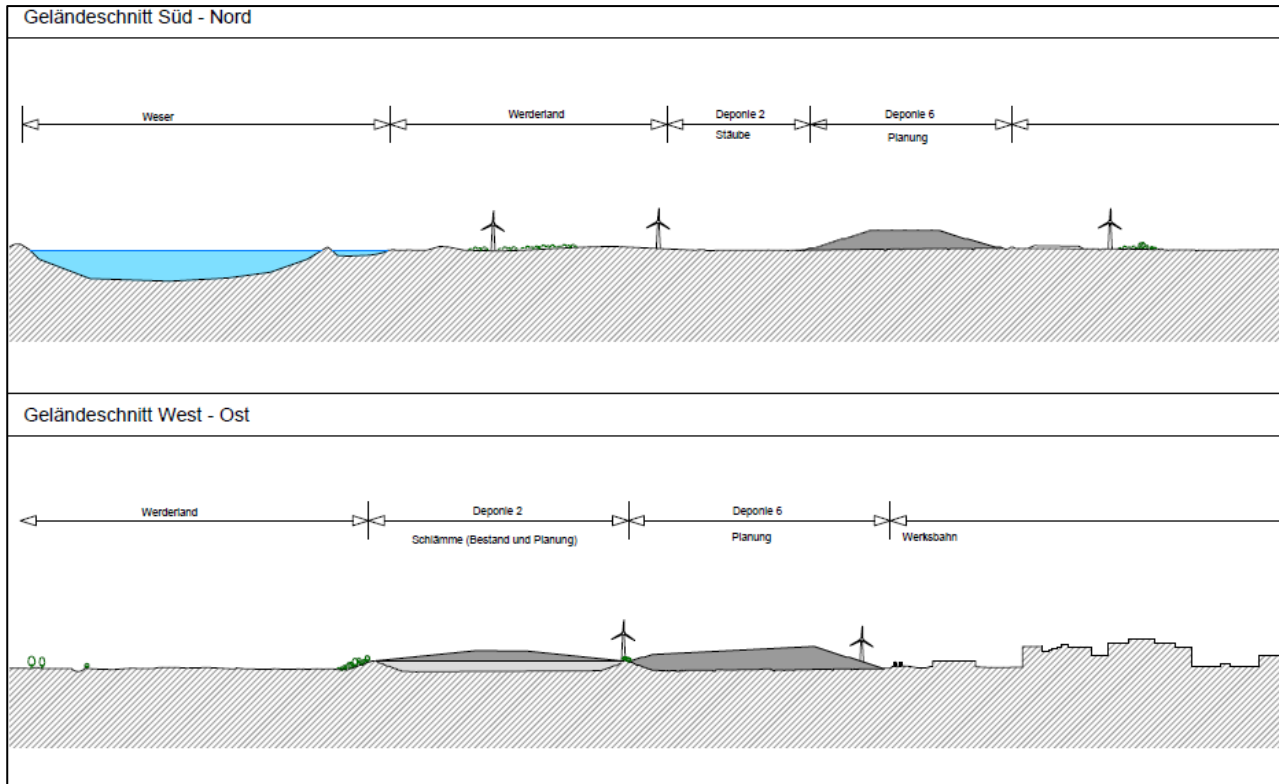 Geländeschnitt Süd - Nord
Weser
Werderland
Deponie 2
Stäube
Deponie 6
Planung
Geländeschnitt West - Ost
Werderland
Deponie 2
Schlämme (Bestand und Planung)
Deponie 6
Planung
Werksbahn